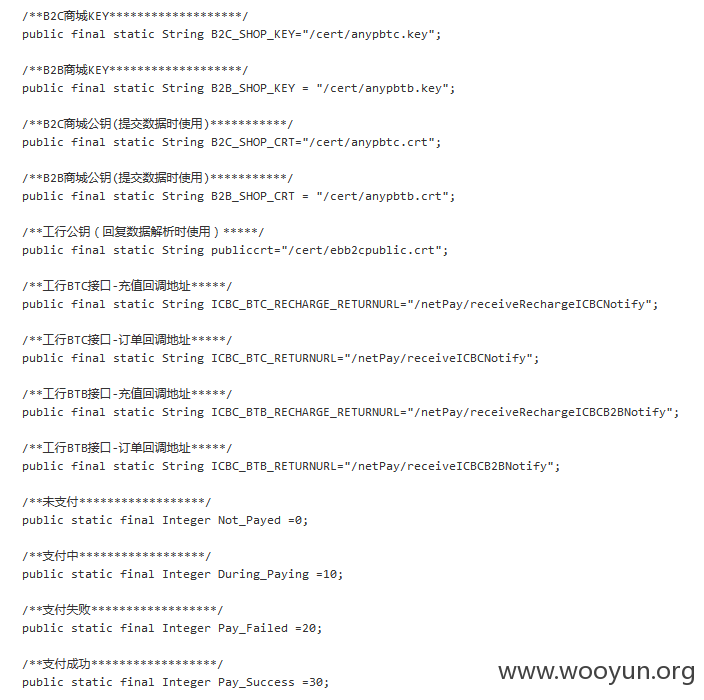 /**B2C商城KEY*******************/
public final static String B2C_SHOP_KEY="/cert/anypbtc.key";
/**B2B商城KEY*******************/
public final static String B2B_SHOP_KEY = "/cert/anypbtb.key";
/**B2C商城公钥(提交数据时使用)***********/
public final static String B2C_SHOP_CRT="/cert/anypbtc.crt";
/**B2B商城公钥(提交数据时使用)***********/
public final static String B2B_SHOP_CRT = "/cert/anypbtb.crt";
/**工行公钥（回复数据解析时使用）*****/
public final static String publiccrt="/cert/ebb2cpublic.crt";
/**工行BTC接口-充值回调地址*****/
public final static String ICBC_BTC_RECHARGE_RETURNURL="/netPay/receiveRechargeICBCNotify";
/**工行BTC接口-订单回调地址*****/
public final static String ICBC_BTC_RETURNURL="/netPay/receiveICBCNotify";
/**工行BTB接口-充值回调地址*****/
public final static String ICBC_BTB_RECHARGE_RETURNURL="/netPay/receiveRechargeICBCB2BNotify";
/**工行BTB接口-订单回调地址*****/
public final static String ICBC_BTB_RETURNURL="/netPay/receiveICBCB2BNotify";
/**未支付******************/
public static final Integer Not_Payed =0;
/**支付中******************/
public static final Integer During_Paying =10;
/**支付失败******************/
public static final Integer Pay_Failed =20;
/**支付成功******************/
public static final Integer Pay_Success =30;
www.wooyun.org